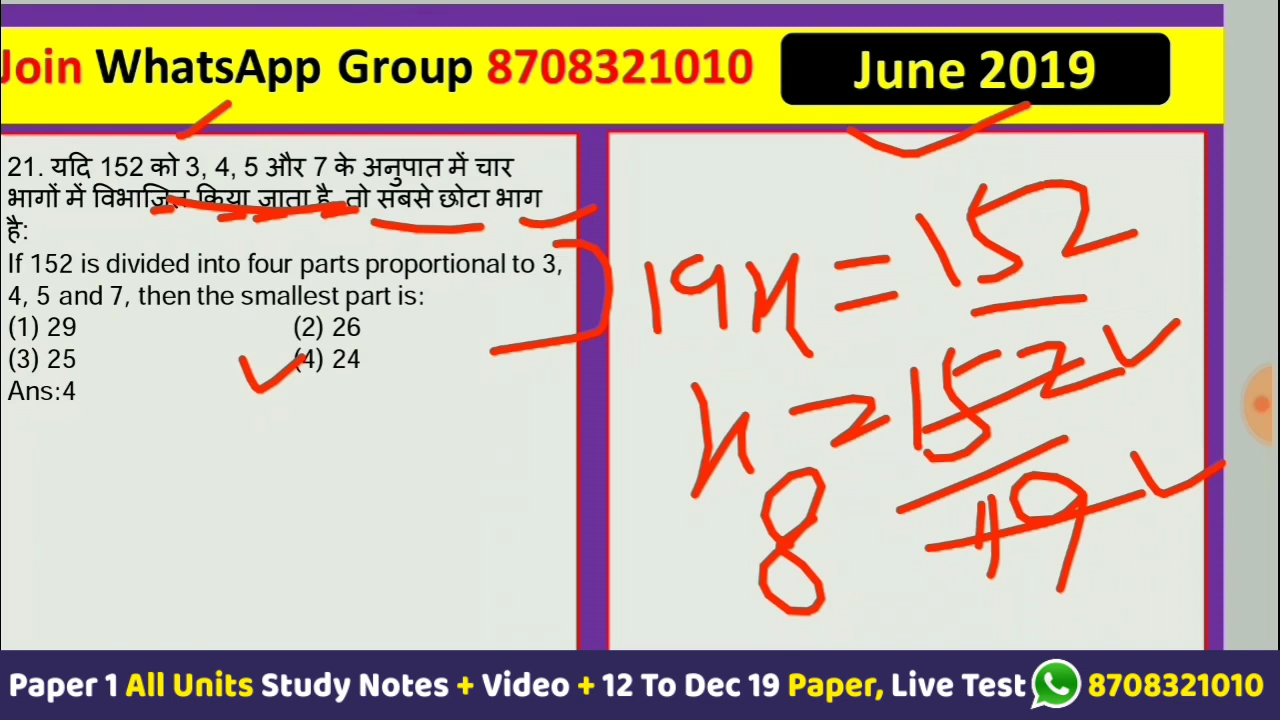 Join WhatsApp Group 8708321010
June 2019
21. यदि 152 को 3, 4, 5 और 7 के अनुपात में चार
भागों में विभाजित किया जाता है, तो सबसे छोटा भाग
है:
If 152 is divided into four parts proportional to 3,
4, 5 and 7, then the smallest part is:
(1) 29 (2) 26
(3) 25 (4) 24
Ans:4
19x = 152
x = 152
19
8
Paper 1 All Units Study Notes + Video + 12 To Dec 19 Paper, Live Test 8708321010